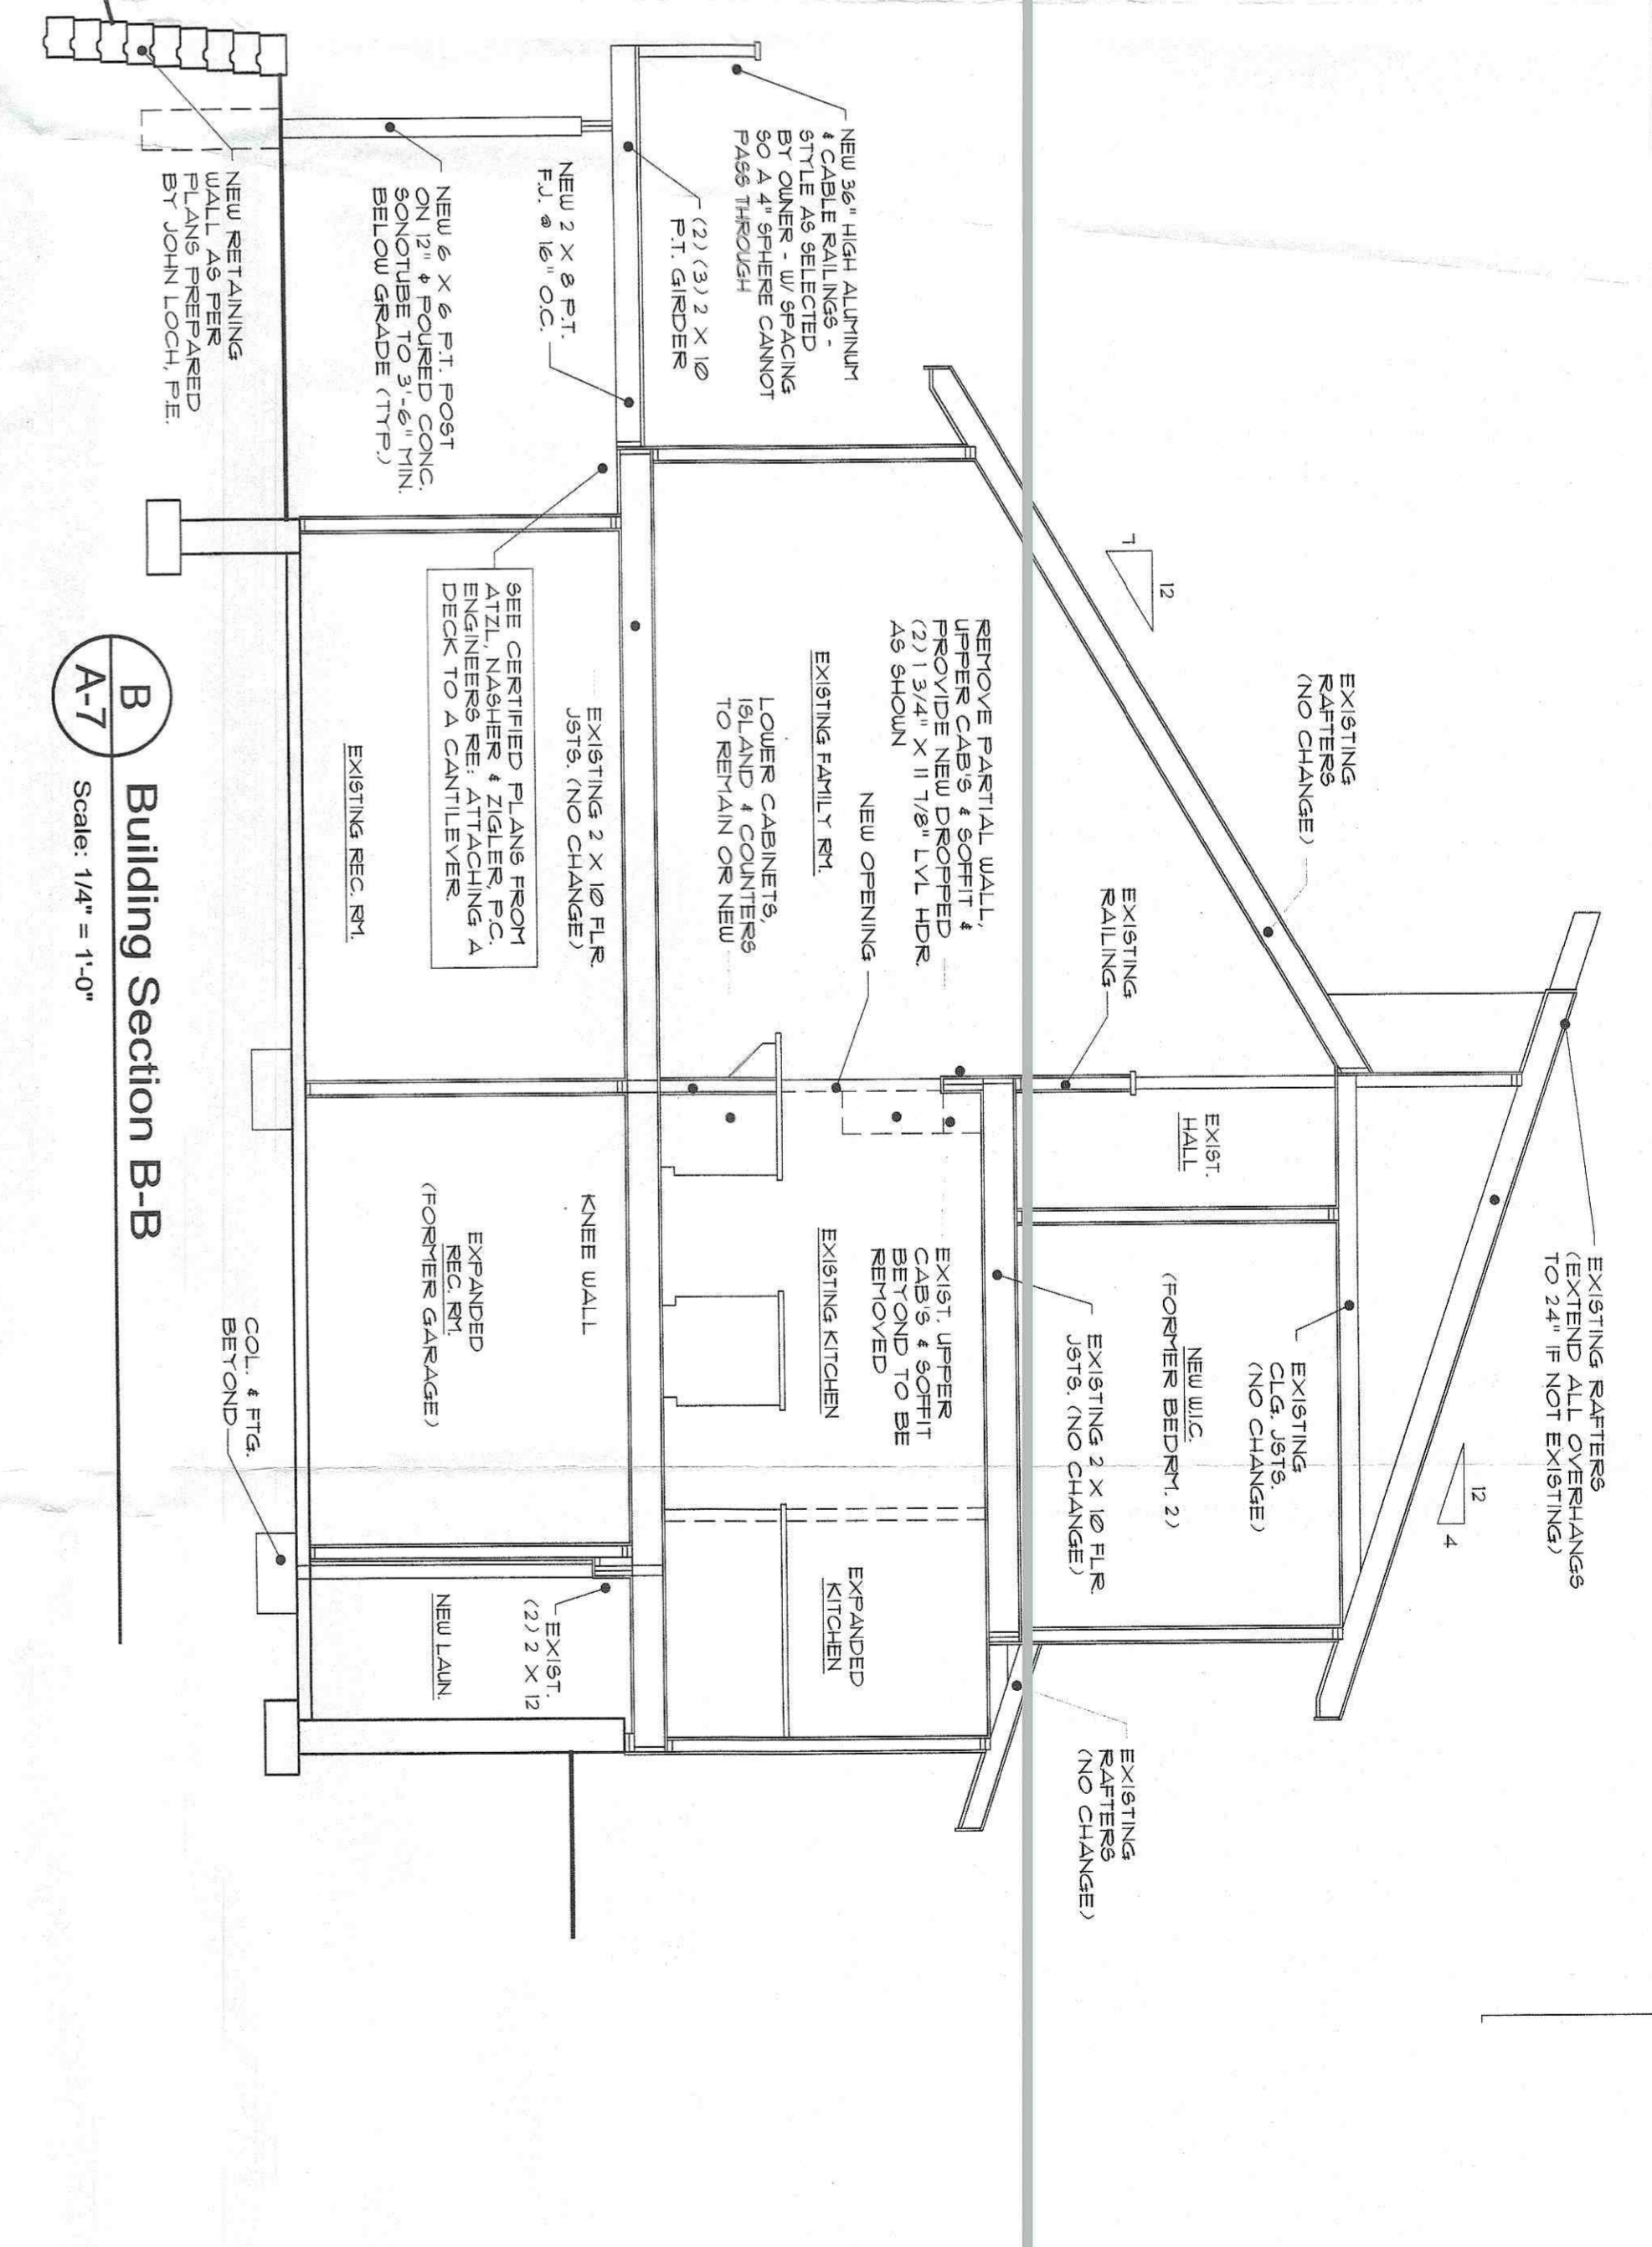 EXISTING RAFTERS
(EXTEND ALL OVERHANGS
TO 24" IF NOT EXISTING)
12
4
EXISTING
RAFTERS
(NO CHANGE)
EXISTING
CLG. JSTS.
(NO CHANGE)
NEW W.I.C.
(FORMER BEDRM. 2)
EXIST.
HALL
12
7
EXISTING
RAILING
EXISTING 2 X 10 FLR.
JSTS. (NO CHANGE)
EXISTING
RAFTERS
(NO CHANGE)
REMOVE PARTIAL WALL,
UPPER CAB'S & SOFFIT &
PROVIDE NEW DROPPED
(2) 1 3/4" X 11 7/8" LVL HDR.
AS SHOWN
NEW OPENING
EXISTING FAMILY RM.
LOWER CABINETS,
ISLAND & COUNTERS
TO REMAIN OR NEW
EXIST. UPPER
CAB'S & SOFFIT
BEYOND TO BE
REMOVED
EXISTING KITCHEN
EXPANDED
KITCHEN
NEW 36" HIGH ALUMINUM
& CABLE RAILINGS -
STYLE AS SELECTED
BY OWNER - W/ SPACING
SO A 4" SPHERE CANNOT
PASS THROUGH
(2) (3) 2 X 10
P.T. GIRDER
NEW 2 X 8 P.T.
F.J. @ 16" O.C.
NEW 6 X 6 P.T. POST
ON 12" ⌀ POURED CONC.
SONOTUBE TO 3'-6" MIN.
BELOW GRADE (TYP.)
NEW RETAINING
WALL AS PER
PLANS PREPARED
BY JOHN LOCH, P.E.
EXISTING 2 X 10 FLR.
JSTS. (NO CHANGE)
SEE CERTIFIED PLANS FROM
ATZL, NASHER & ZIGLER, P.C.
ENGINEERS RE: ATTACHING A
DECK TO A CANTILEVER.
EXISTING REC. RM.
KNEE WALL
EXPANDED
REC. RM.
(FORMER GARAGE)
EXIST.
(2) 2 X 12
NEW LAUN.
COL. & FTG.
BEYOND
B
A-7
Building Section B-B
Scale: 1/4" = 1'-0"